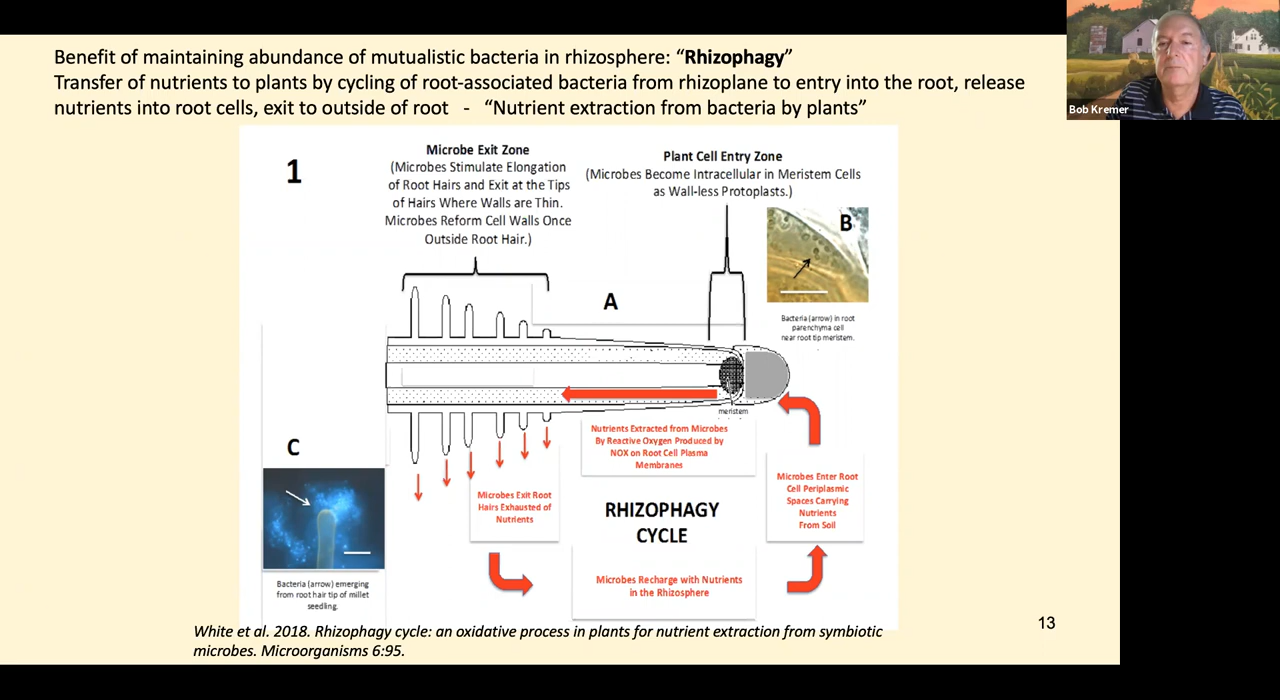 Benefit of maintaining abundance of mutualistic bacteria in rhizosphere: “Rhizophagy”
Transfer of nutrients to plants by cycling of root-associated bacteria from rhizoplane to entry into the root, release
nutrients into root cells, exit to outside of root - “Nutrient extraction from bacteria by plants”
Bob Kremer
1
Microbe Exit Zone
(Microbes Stimulate Elongation
of Root Hairs and Exit at the Tips
of Hairs Where Walls are Thin.
Microbes Reform Cell Walls Once
Outside Root Hair.)
Plant Cell Entry Zone
(Microbes Become Intracellular in Meristem Cells
as Wall-less Protoplasts.)
B
Bacteria (arrow) in root
parenchyma cell
near root tip meristem.
A
meristem
Nutrients Extracted from Microbes
By Reactive Oxygen Produced by
NOX on Root Cell Plasma
Membranes
C
Bacteria (arrow) emerging
from root hair tip of millet
seedling.
Microbes Exit Root
Hairs Exhausted of
Nutrients
RHIZOPHAGY
CYCLE
Microbes Enter Root
Cell Periplasmic
Spaces Carrying
Nutrients
From Soil
Microbes Recharge with Nutrients
in the Rhizosphere
White et al. 2018. Rhizophagy cycle: an oxidative process in plants for nutrient extraction from symbiotic
microbes. Microorganisms 6:95.
13